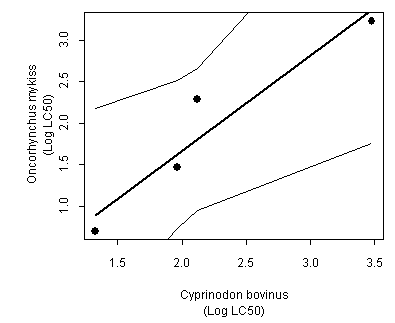 Oncorhynchus mykiss
(Log LC50)
3.0
2.5
2.0
1.5
1.0
1.5 2.0 2.5 3.0 3.5
Cyprinodon bovinus
(Log LC50)